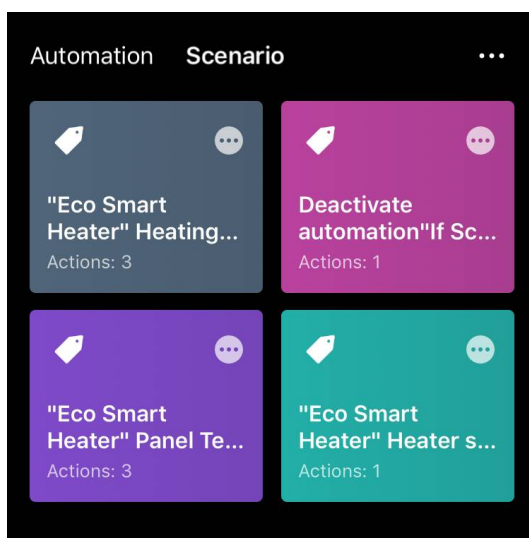 Automation Scenario
"Eco Smart
Heater" Heating...
Actions: 3
Deactivate
automation"If Sc...
Actions: 1
"Eco Smart
Heater" Panel Te...
Actions: 3
"Eco Smart
Heater" Heater s...
Actions: 1